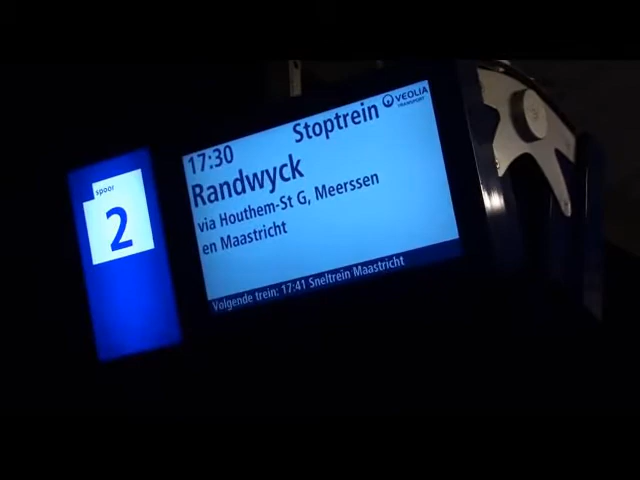 spoor
2
17:30 Stoptrein VEOLIA
TRANSPORT
Randwyck
via Houthem-St G, Meerssen
en Maastricht
Volgende trein: 17:41 Sneltrein Maastricht